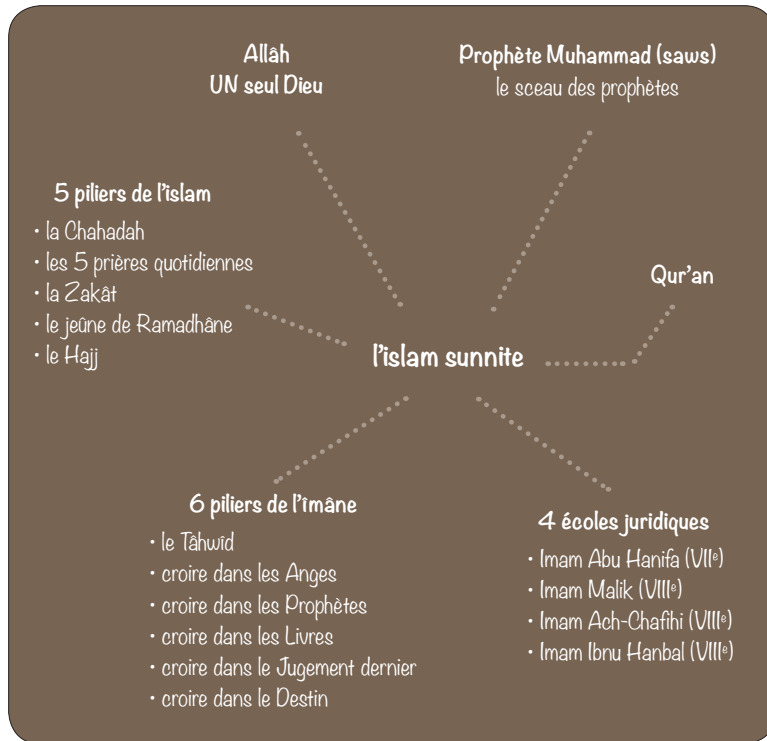 Allâh
UN seul Dieu
Prophète Muhammad (saws)
le sceau des prophètes
5 piliers de l'islam
• la Chahadah
• les 5 prières quotidiennes
• la Zakât
• le jeûne de Ramadhâne
• le Hajj
Qur'an
l'islam sunnite
6 piliers de l'îmâne
• le Tâhwîd
• croire dans les Anges
• croire dans les Prophètes
• croire dans les Livres
• croire dans le Jugement dernier
• croire dans le Destin
4 écoles juridiques
• Imam Abu Hanifa (VIIᵉ)
• Imam Malik (VIIIᵉ)
• Imam Ach-Chafihi (VIIIᵉ)
• Imam Ibnu Hanbal (VIIIᵉ)